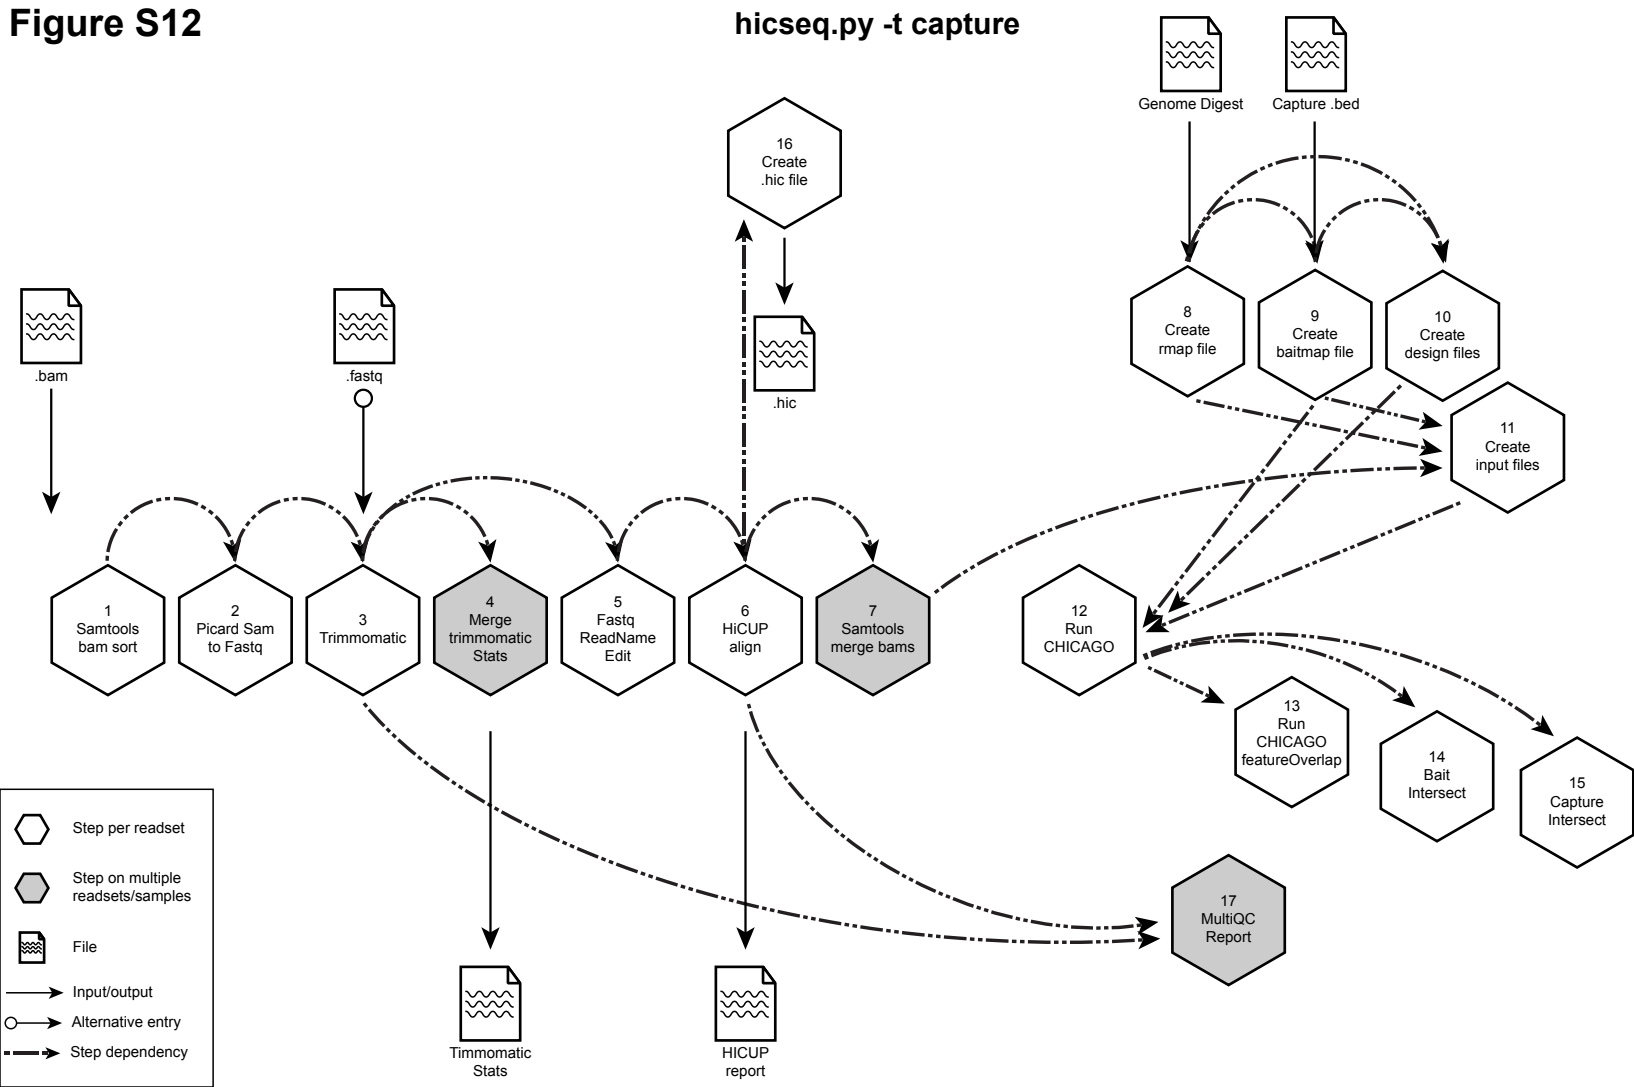 Figure S12
hicseq.py -t capture
Genome Digest
Capture .bed
16
Create
.hic file
.hic
.bam
.fastq
8
Create
rmap file
9
Create
baitmap file
10
Create
design files
11
Create
input files
1
Samtools
bam sort
2
Picard Sam
to Fastq
3
Trimmomatic
4
Merge
trimmomatic
Stats
5
Fastq
ReadName
Edit
6
HiCUP
align
7
Samtools
merge bams
12
Run
CHICAGO
13
Run
CHICAGO
featureOverlap
14
Bait
Intersect
15
Capture
Intersect
17
MultiQC
Report
Step per readset
Step on multiple
readsets/samples
File
Input/output
Alternative entry
Step dependency
Timmomatic
Stats
HICUP
report